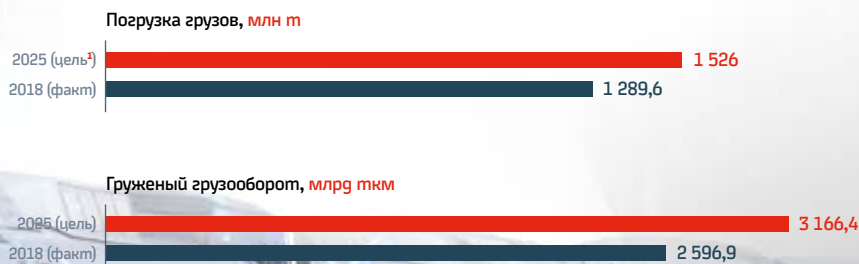 Погрузка грузов, млн т
2025 (цель¹) 1 526
2018 (факт) 1 289,6
Груженый грузооборот, млрд ткм
2025 (цель) 3 166,4
2018 (факт) 2 596,9